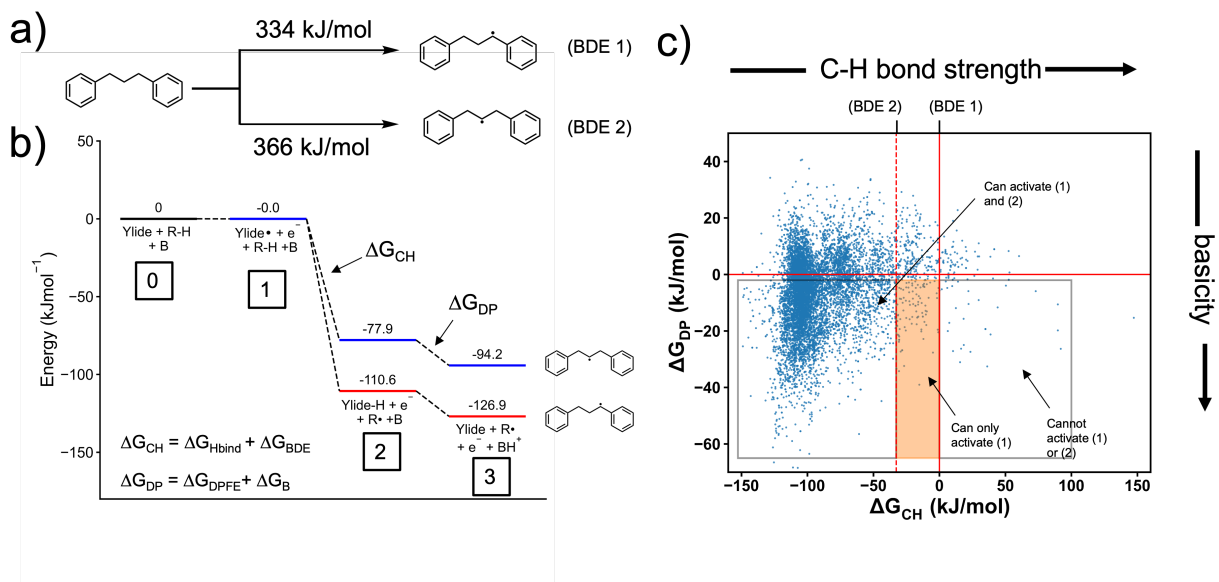 a)
334 kJ/mol
(BDE 1)
366 kJ/mol
(BDE 2)
b)
Energy (kJmol⁻¹)
50
0
−50
−100
−150
0
Ylide + R-H
+ B
0
-0.0
Ylide• + e⁻
+ R-H +B
1
ΔG_CH
ΔG_DP
-77.9
-94.2
-110.6
Ylide-H + e⁻
+ R• +B
2
-126.9
Ylide + R•
+ e⁻ + BH⁺
3
ΔG_CH = ΔG_Hbind + ΔG_BDE
ΔG_DP = ΔG_DPFE + ΔG_B
c)
C-H bond strength
(BDE 2)
(BDE 1)
ΔG_DP (kJ/mol)
40
20
0
−20
−40
−60
Can activate (1)
and (2)
Can only
activate (1)
Cannot
activate (1)
or (2)
−150
−100
−50
0
50
100
150
ΔG_CH (kJ/mol)
basicity